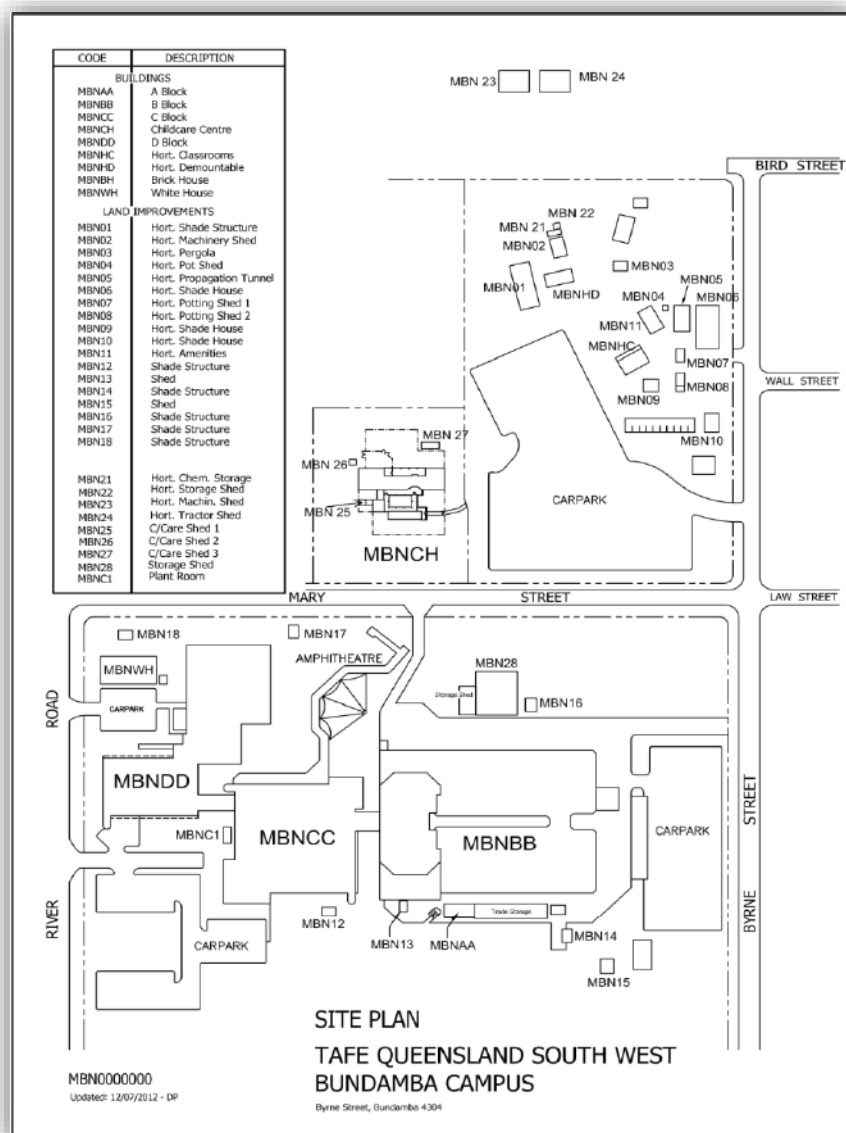 CODE DESCRIPTION
BUILDINGS
MBNAA A Block
MBNBB B Block
MBNCC C Block
MBNCH Childcare Centre
MBNDD D Block
MBNHC Hort. Classrooms
MBNHD Hort. Demountable
MBNBH Brick House
MBNWH White House
LAND IMPROVEMENTS
MBN01 Hort. Shade Structure
MBN02 Hort. Machinery Shed
MBN03 Hort. Pergola
MBN04 Hort. Pot Shed
MBN05 Hort. Propagation Tunnel
MBN06 Hort. Shade House
MBN07 Hort. Potting Shed 1
MBN08 Hort. Potting Shed 2
MBN09 Hort. Shade House
MBN10 Hort. Shade House
MBN11 Hort. Amenities
MBN12 Shade Structure
MBN13 Shed
MBN14 Shade Structure
MBN15 Shed
MBN16 Shade Structure
MBN17 Shade Structure
MBN18 Shade Structure
MBN21 Hort. Chem. Storage
MBN22 Hort. Storage Shed
MBN23 Hort. Machin. Shed
MBN24 Hort. Tractor Shed
MBN25 C/Care Shed 1
MBN26 C/Care Shed 2
MBN27 C/Care Shed 3
MBN28 Storage Shed
MBNC1 Plant Room
MBN 23 MBN 24
BIRD STREET
MBN 22
MBN 21
MBN02
MBN03
MBN05
MBN01
MBNHD
MBN04
MBN06
MBN11
MBNHC
MBN07
WALL STREET
MBN08
MBN09
MBN10
MBN 27
MBN 26
MBN 25
CARPARK
MBNCH
MARY STREET
LAW STREET
MBN18
MBN17
AMPHITHEATRE
MBNWH
MBN28
Storage Shed
MBN16
ROAD
CARPARK
MBNDD
MBNC1
MBNCC
MBNBB
CARPARK
STREET
RIVER
CARPARK
MBN12
MBN13
MBNAA
Trade Storage
MBN14
MBN15
BYRNE
SITE PLAN
TAFE QUEENSLAND SOUTH WEST
BUNDAMBA CAMPUS
Byrne Street, Bundamba 4304
MBN0000000
Updated: 12/07/2012 - DP